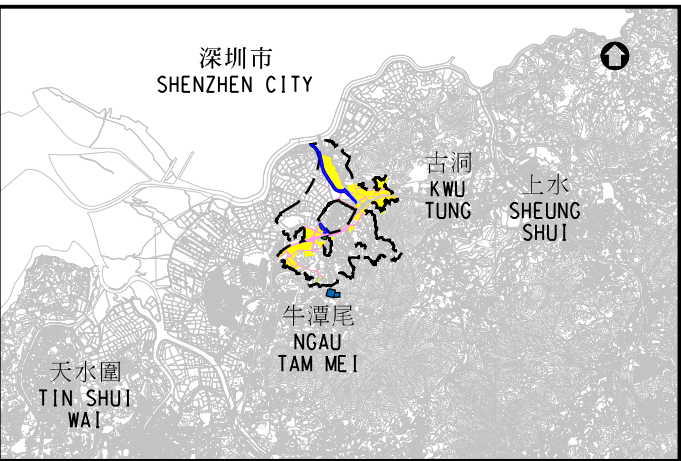 深圳市
SHENZHEN CITY
古洞
KWU
TUNG
上水
SHEUNG
SHUI
牛潭尾
NGAU
TAM MEI
天水圍
TIN SHUI
WAI